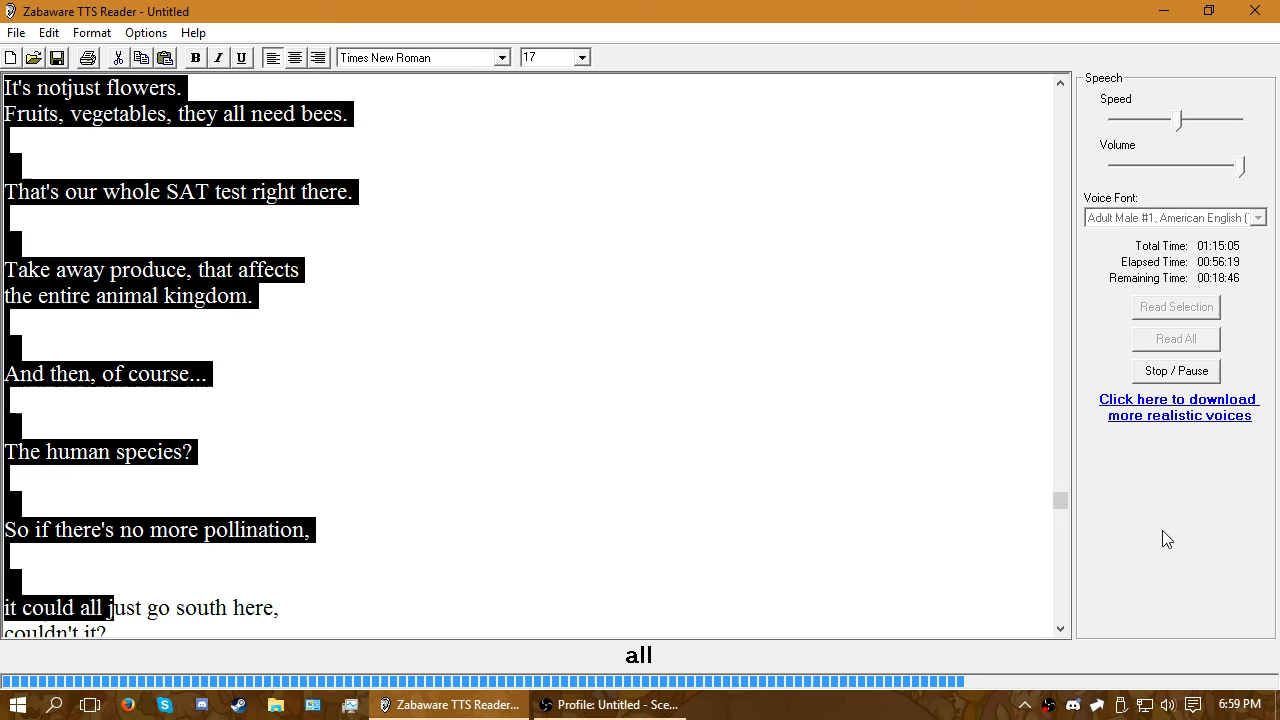 Zabaware TTS Reader - Untitled
File Edit Format Options Help
B I U Times New Roman 17
It's notjust flowers.
Fruits, vegetables, they all need bees.
That's our whole SAT test right there.
Take away produce, that affects
the entire animal kingdom.
And then, of course...
The human species?
So if there's no more pollination,
it could all just go south here,
couldn't it?
Speech
Speed
Volume
Voice Font:
Adult Male #1, American English (
Total Time: 01:15:05
Elapsed Time: 00:56:19
Remaining Time: 00:18:46
Read Selection
Read All
Stop / Pause
Click here to download
more realistic voices
all
Zabaware TTS Reader... Profile: Untitled - Sce... 6:59 PM